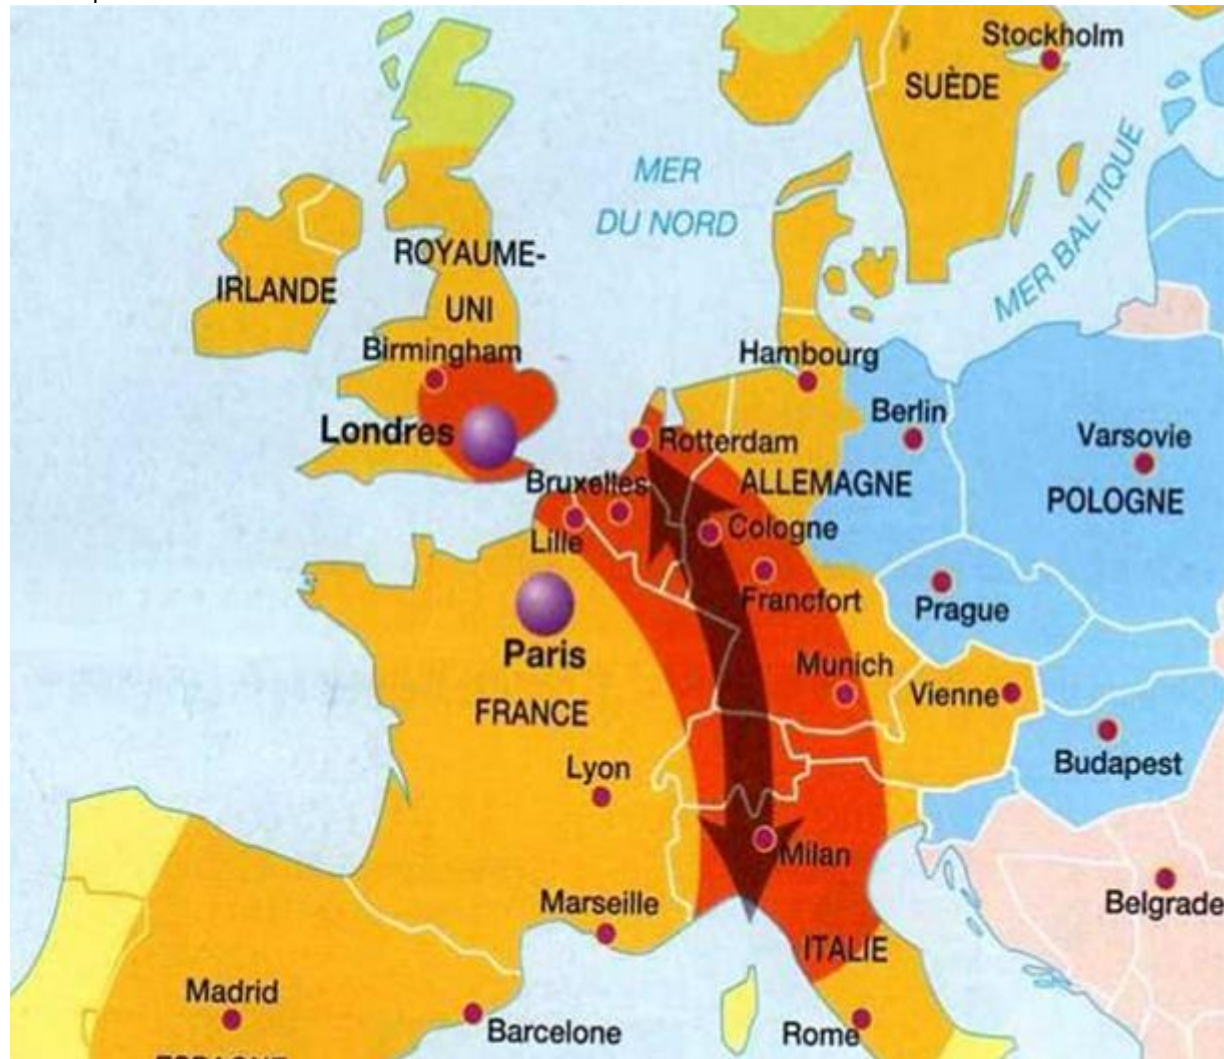 Stockholm
SUÈDE
MER
DU NORD
MER BALTIQUE
ROYAUME-
UNI
IRLANDE
Birmingham
Londres
Hambourg
Berlin
Varsovie
POLOGNE
Rotterdam
ALLEMAGNE
Bruxelles
Lille
Cologne
Francfort
Prague
Paris
FRANCE
Munich
Vienne
Budapest
Lyon
Milan
Marseille
Belgrade
ITALIE
Madrid
Barcelone
Rome